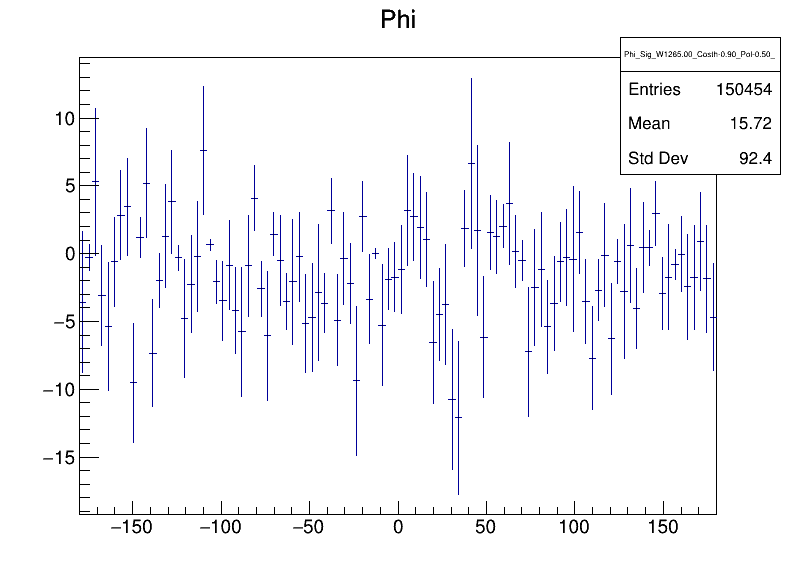 Phi
Phi_Sig_W1265.00_Costh-0.90_Pol-0.50_
Entries 150454
Mean 15.72
Std Dev 92.4
10
5
0
−5
−10
−15
−150 −100 −50 0 50 100 150